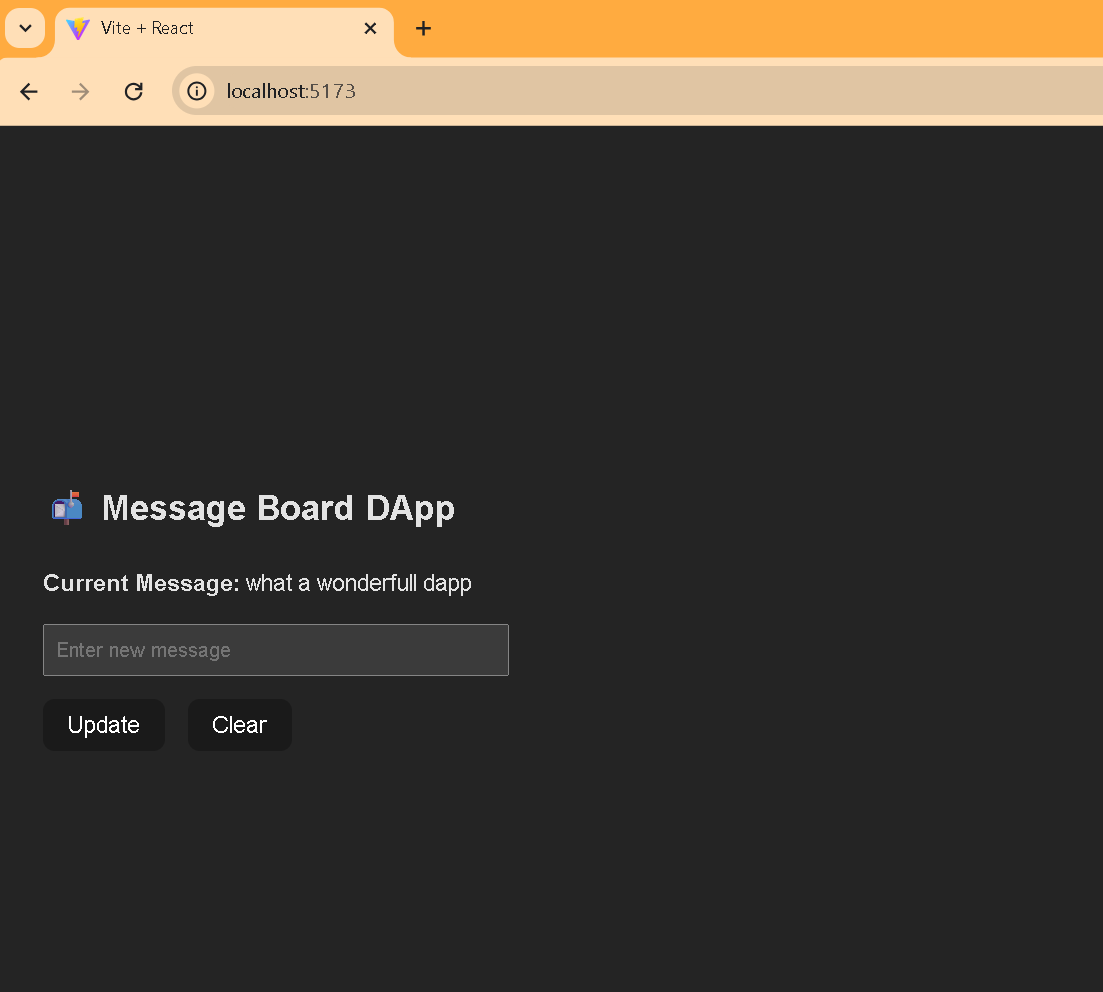 Vite + React
localhost:5173
Message Board DApp
Current Message: what a wonderfull dapp
Enter new message
Update Clear